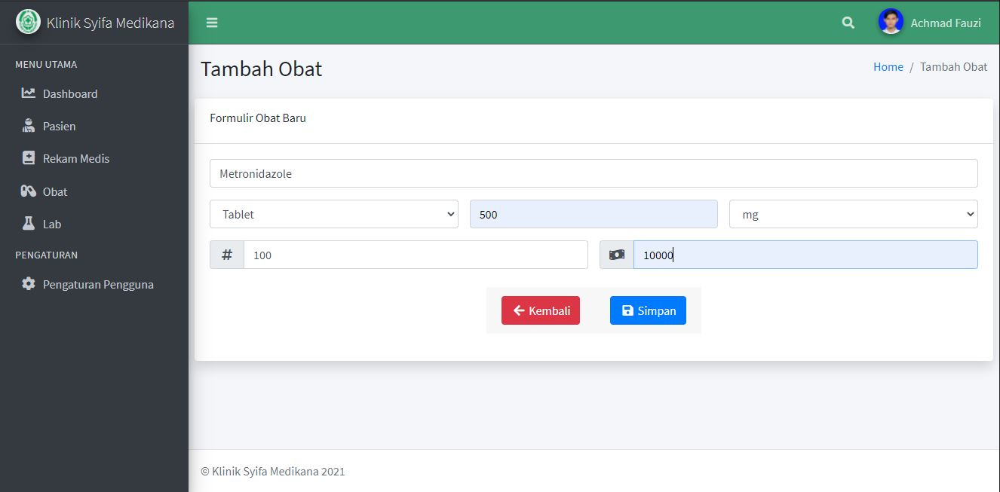 Klinik Syifa Medikana
Achmad Fauzi
MENU UTAMA
Dashboard
Pasien
Rekam Medis
Obat
Lab
PENGATURAN
Pengaturan Pengguna
Tambah Obat
Home / Tambah Obat
Formulir Obat Baru
Metronidazole
Tablet 500 mg
# 100 10000
Kembali Simpan
© Klinik Syifa Medikana 2021